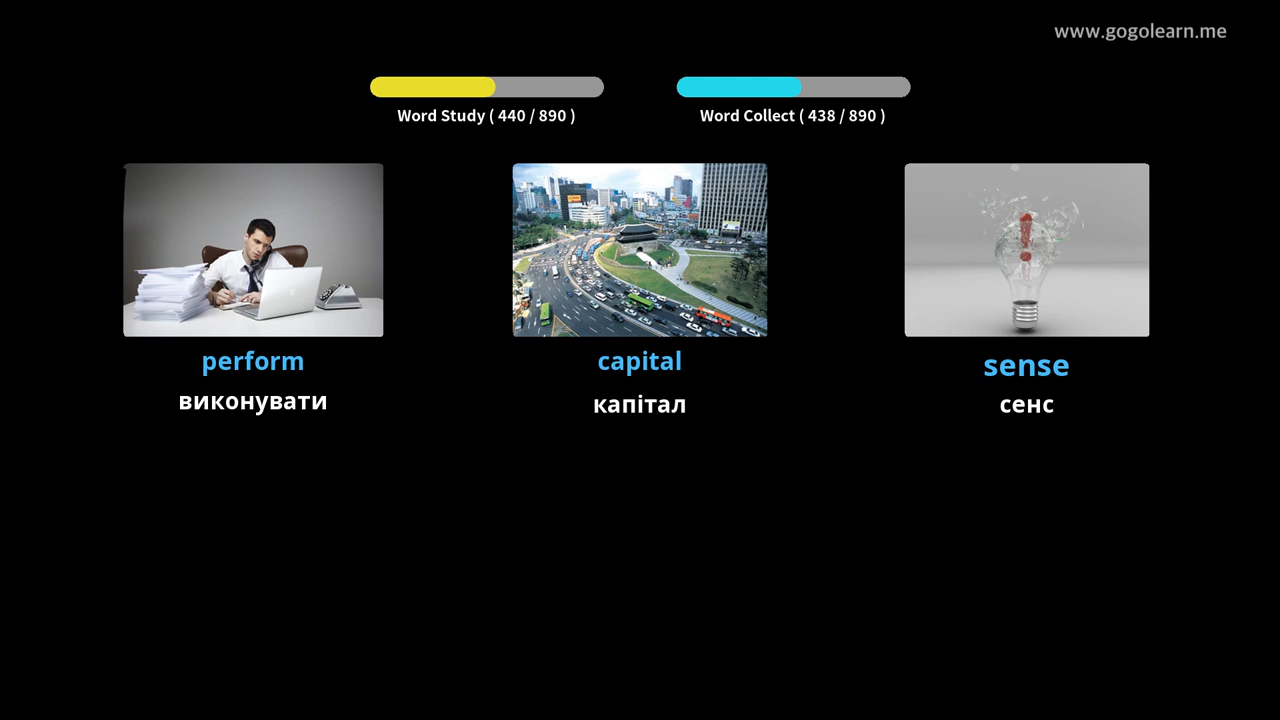 www.gogolearn.me
Word Study ( 440 / 890 )
Word Collect ( 438 / 890 )
perform
виконувати
capital
капітал
sense
сенс